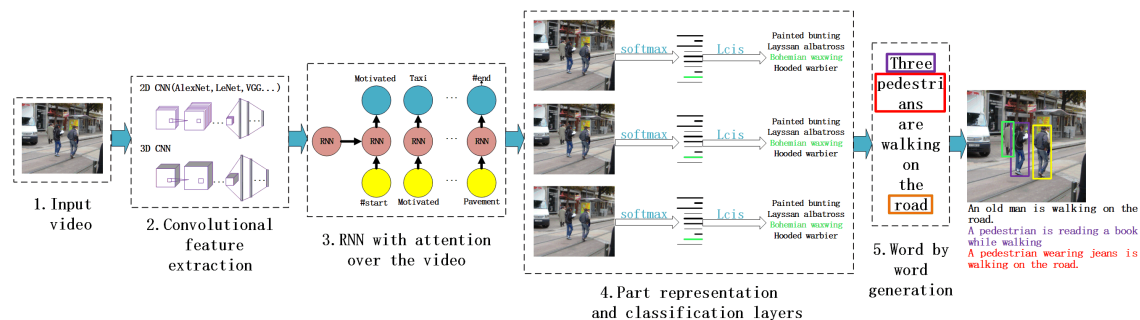 1.Input
video
2D CNN(AlexNet,LeNet,VGG...)
3D CNN
2.Convolutional
feature
extraction
Motivated Taxi #end
...
RNN RNN RNN ... RNN
...
#start Motivated Pavement
3.RNN with attention
over the video
softmax Lcis
Painted bunting
Layssan albatross
Bohemian waxwing
Hooded warbier
softmax Lcis
Painted bunting
Layssan albatross
Bohemian waxwing
Hooded warbier
softmax Lcis
Painted bunting
Layssan albatross
Bohemian waxwing
Hooded warbier
4.Part representation
and classification layers
Three
pedestri
ans
are
walking
on
the
road
5.Word by
word
generation
An old man is walking on the
road.
A pedestrian is reading a book
while walking
A pedestrian wearing jeans is
walking on the road.